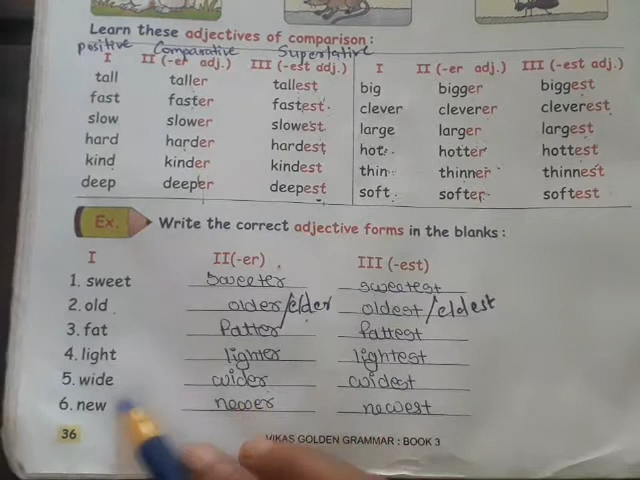 Learn these adjectives of comparison:
positive Comparative Superlative
I II (-er adj.) III (-est adj.) I II (-er adj.) III (-est adj.)
tall taller tallest big bigger biggest
fast faster fastest clever cleverer cleverest
slow slower slowest large larger largest
hard harder hardest hot hotter hottest
kind kinder kindest thin thinner thinnest
deep deeper deepest soft softer softest
Ex. Write the correct adjective forms in the blanks:
I II(-er) III (-est)
1. sweet sweeter sweetest
2. old older/elder oldest/eldest
3. fat fatter fattest
4. light lighter lightest
5. wide wider widest
6. new newer newest
36 VIKAS GOLDEN GRAMMAR : BOOK 3